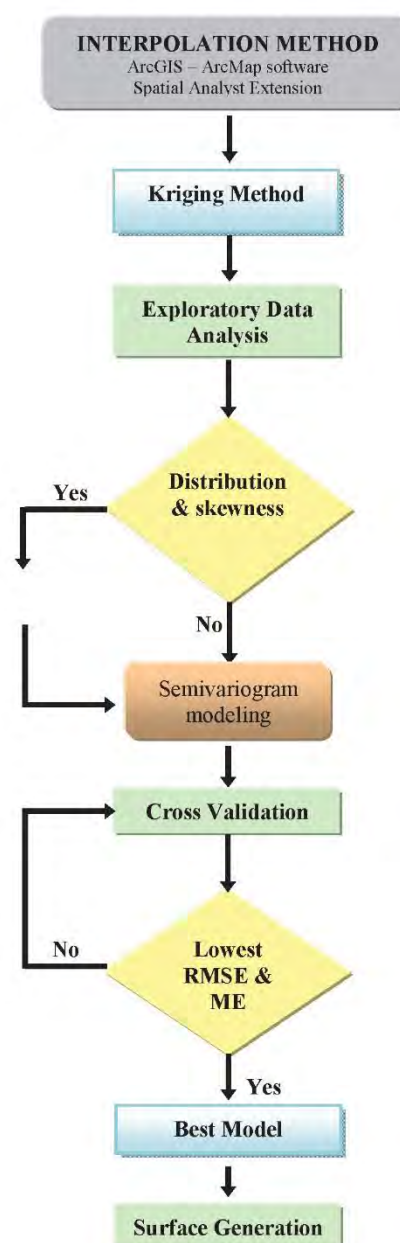 INTERPOLATION METHOD
ArcGIS – ArcMap software
Spatial Analyst Extension
Kriging Method
Exploratory Data
Analysis
Distribution
& skewness
Yes
No
Semivariogram
modeling
Cross Validation
No
Lowest
RMSE &
ME
Yes
Best Model
Surface Generation